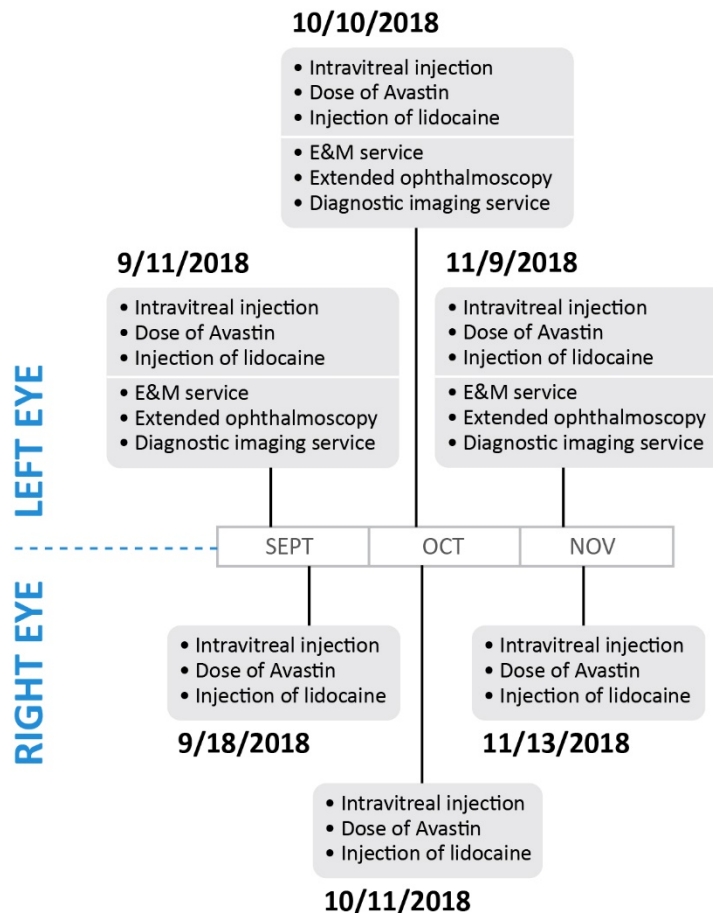 10/10/2018
• Intravitreal injection
• Dose of Avastin
• Injection of lidocaine
• E&M service
• Extended ophthalmoscopy
• Diagnostic imaging service
9/11/2018
• Intravitreal injection
• Dose of Avastin
• Injection of lidocaine
• E&M service
• Extended ophthalmoscopy
• Diagnostic imaging service
11/9/2018
• Intravitreal injection
• Dose of Avastin
• Injection of lidocaine
• E&M service
• Extended ophthalmoscopy
• Diagnostic imaging service
LEFT EYE
SEPT
OCT
NOV
RIGHT EYE
• Intravitreal injection
• Dose of Avastin
• Injection of lidocaine
9/18/2018
• Intravitreal injection
• Dose of Avastin
• Injection of lidocaine
11/13/2018
• Intravitreal injection
• Dose of Avastin
• Injection of lidocaine
10/11/2018